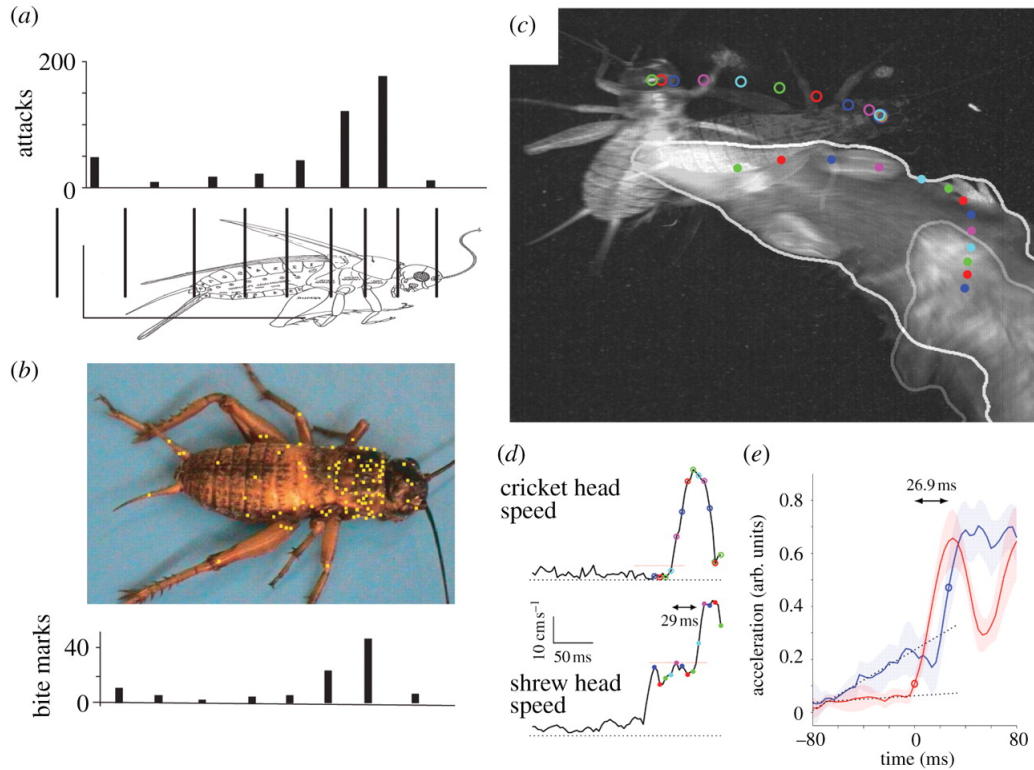 (a)
200
100
0
attacks
(b)
40
20
0
bite marks
(c)
(d)
cricket head
speed
29 ms
10 cm s⁻¹
50 ms
shrew head
speed
(e)
26.9 ms
0.8
0.6
0.4
0.2
0
acceleration (arb. units)
−80
0
80
time (ms)